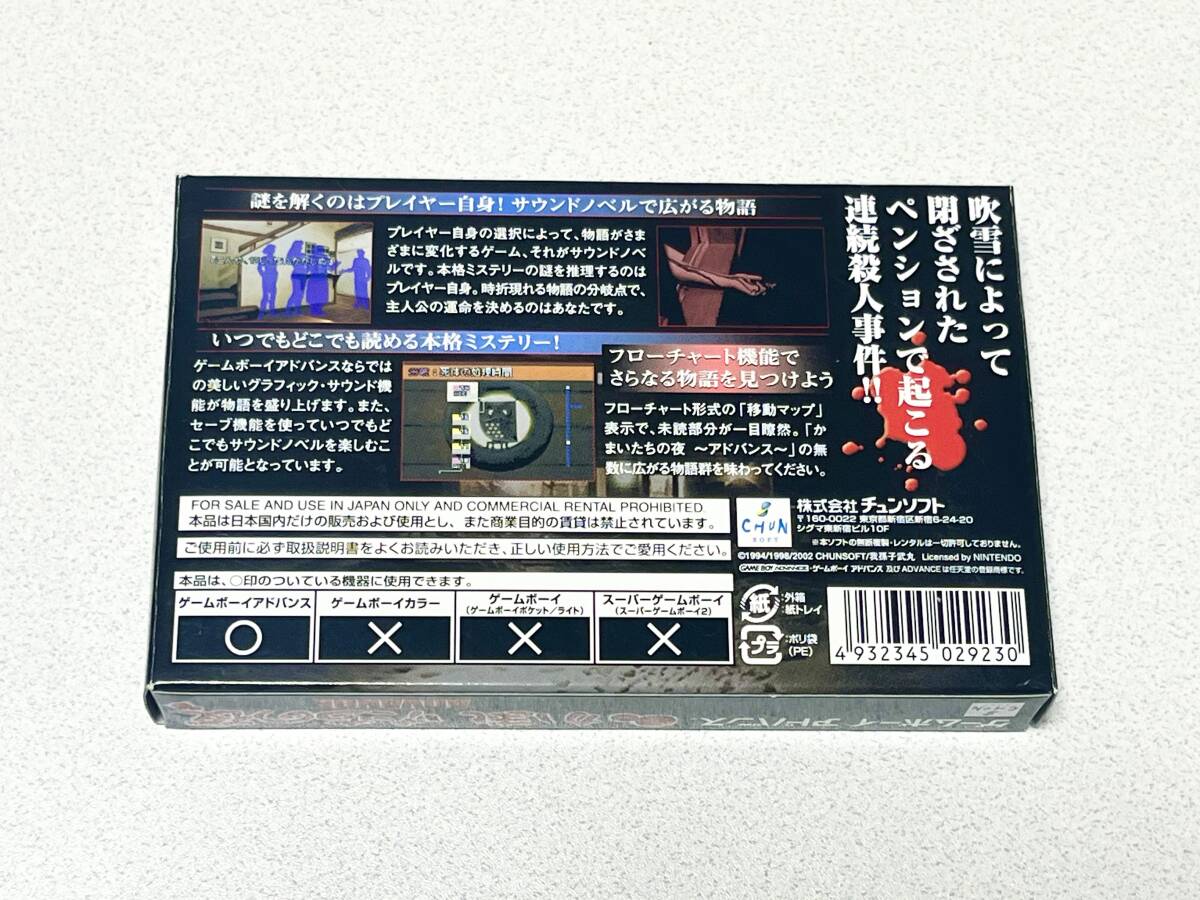 吹雪によって
閉ざされた
ペンションで起こる
連続殺人事件!!
謎を解くのはプレイヤー自身!サウンドノベルで広がる物語
プレイヤー自身の選択によって、物語がさま
ざまに変化するゲーム、それがサウンドノベ
ルです。本格ミステリーの謎を推理するのは
プレイヤー自身。時折現れる物語の分岐点で、
主人公の運命を決めるのはあなたです。
いつでもどこでも読める本格ミステリー!
ゲームボーイアドバンスならでは
の美しいグラフィック・サウンド機
能が物語を盛り上げます。また、
セーブ機能を使っていつでもど
こでもサウンドノベルを楽しむこ
とが可能となっています。
フローチャート機能で
さらなる物語を見つけよう
フローチャート形式の「移動マップ」
表示で、未読部分が一目瞭然。「か
まいたちの夜 〜アドバンス〜」の無
数に広がる物語群を味わってください。
FOR SALE AND USE IN JAPAN ONLY AND COMMERCIAL RENTAL PROHIBITED.
本品は日本国内だけの販売および使用とし、また商業目的の賃貸は禁止されています。
ご使用前に必ず取扱説明書をよくお読みいただき、正しい使用方法でご愛用ください。
本品は、○印のついている機器に使用できます。
ゲームボーイアドバンス
○
ゲームボーイカラー
×
ゲームボーイ
(ゲームボーイポケット/ライト)
×
スーパーゲームボーイ
(スーパーゲームボーイ2)
×
CHUN
SOFT
株式会社 チュンソフト
〒160-0022 東京都新宿区新宿6-24-20
シグマ東新宿ビル10F
※本ソフトの無断複製・レンタルは一切許可しておりません。
©1994/1998/2002 CHUNSOFT/我孫子武丸 Licensed by NINTENDO
GAME BOY ADVANCE・ゲームボーイ アドバンス 及び ADVANCE は任天堂の登録商標です。
紙
:外箱
:紙トレイ
プラ
:ポリ袋
(PE)
4 932345 029230
ゲームボーイ アドバンス